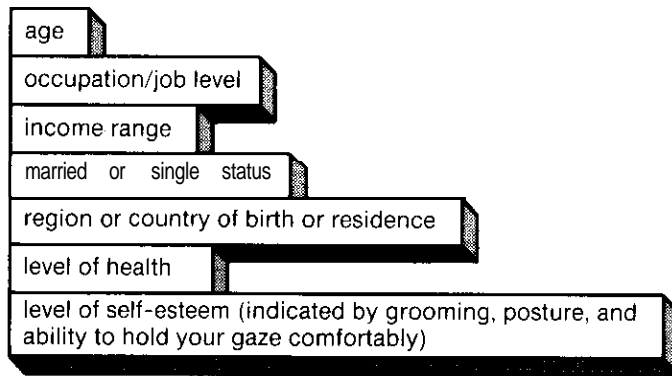 age
occupation/job level
income range
married or single status
region or country of birth or residence
level of health
level of self-esteem (indicated by grooming, posture, and
ability to hold your gaze comfortably)